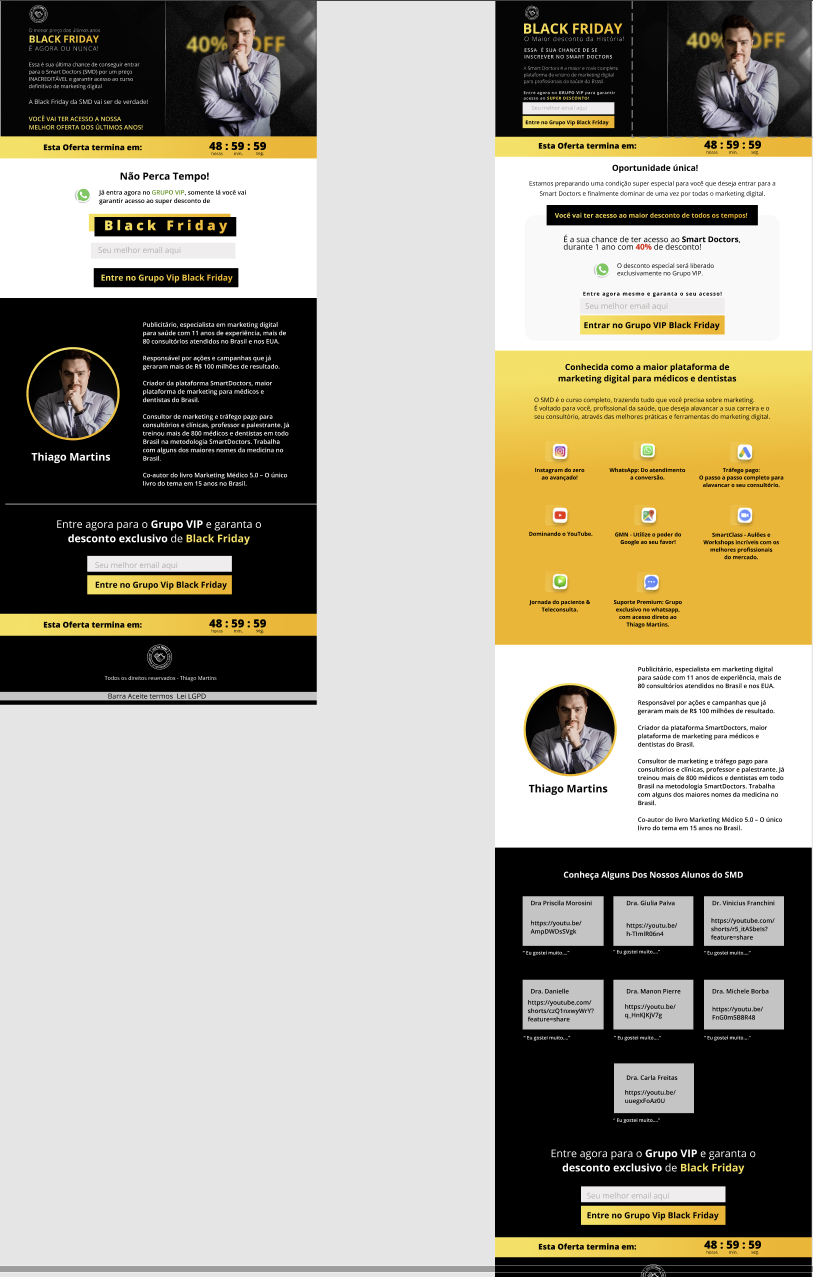 O menor preço dos últimos anos
BLACK FRIDAY
É AGORA OU NUNCA!
Essa é sua última chance de conseguir entrar
para o Smart Doctors (SMD) por um preço
INACREDITÁVEL e garantir acesso ao curso
definitivo de marketing digital
A Black Friday da SMD vai ser de verdade!
VOCÊ VAI TER ACESSO A NOSSA
MELHOR OFERTA DOS ÚLTIMOS ANOS!
40% OFF
Esta Oferta termina em:
48 : 59 : 59
horas min. seg.
Não Perca Tempo!
Já entra agora no GRUPO VIP, somente lá você vai
garantir acesso ao super desconto de
Black Friday
Seu melhor email aqui
Entre no Grupo Vip Black Friday
Publicitário, especialista em marketing digital
para saúde com 11 anos de experiência, mais de
80 consultórios atendidos no Brasil e nos EUA.
Responsável por ações e campanhas que já
geraram mais de R$ 100 milhões de resultado.
Criador da plataforma SmartDoctors, maior
plataforma de marketing para médicos e
dentistas do Brasil.
Consultor de marketing e tráfego pago para
consultórios e clínicas, professor e palestrante. Já
treinou mais de 800 médicos e dentistas em todo
Brasil na metodologia SmartDoctors. Trabalha
com alguns dos maiores nomes da medicina no
Brasil.
Co-autor do livro Marketing Médico 5.0 – O único
livro do tema em 15 anos no Brasil.
Thiago Martins
Entre agora para o Grupo VIP e garanta o
desconto exclusivo de Black Friday
Seu melhor email aqui
Entre no Grupo Vip Black Friday
Esta Oferta termina em:
48 : 59 : 59
horas min. seg.
Todos os direitos reservados - Thiago Martins
Barra Aceite termos Lei LGPD
BLACK FRIDAY
O Maior desconto da História!
ESSA É SUA CHANCE DE SE
INSCREVER NO SMART DOCTORS
A Smart Doctors é a maior e mais completa
plataforma de ensino de marketing digital
para profissionais da saúde do Brasil.
Entre agora no GRUPO VIP para garantir
acesso ao SUPER DESCONTO!
Seu melhor email aqui
Entre no Grupo Vip Black Friday
40% OFF
Esta Oferta termina em:
48 : 59 : 59
horas min. seg.
Oportunidade única!
Estamos preparando uma condição super especial para você que deseja entrar para a
Smart Doctors e finalmente dominar de uma vez por todas o marketing digital.
Você vai ter acesso ao maior desconto de todos os tempos!
É a sua chance de ter acesso ao Smart Doctors,
durante 1 ano com 40% de desconto!
O desconto especial será liberado
exclusivamente no Grupo VIP.
Entre agora mesmo e garanta o seu acesso!
Seu melhor email aqui
Entrar no Grupo VIP Black Friday
Conhecida como a maior plataforma de
marketing digital para médicos e dentistas
O SMD é o curso completo, trazendo tudo que você precisa sobre marketing.
É voltado para você, profissional da saúde, que deseja alavancar a sua carreira e o
seu consultório, através das melhores práticas e ferramentas do marketing digital.
Instagram do zero
ao avançado!
WhatsApp: Do atendimento
a conversão.
Tráfego pago:
O passo a passo completo para
alavancar o seu consultório.
Dominando o YouTube.
GMN - Utilize o poder do
Google ao seu favor!
SmartClass - Aulões e
Workshops incríveis com os
melhores profissionais
do mercado.
Jornada do paciente &
Teleconsulta.
Suporte Premium: Grupo
exclusivo no whatsapp,
com acesso direto ao
Thiago Martins.
Publicitário, especialista em marketing digital
para saúde com 11 anos de experiência, mais de
80 consultórios atendidos no Brasil e nos EUA.
Responsável por ações e campanhas que já
geraram mais de R$ 100 milhões de resultado.
Criador da plataforma SmartDoctors, maior
plataforma de marketing para médicos e
dentistas do Brasil.
Consultor de marketing e tráfego pago para
consultórios e clínicas, professor e palestrante. Já
treinou mais de 800 médicos e dentistas em todo
Brasil na metodologia SmartDoctors. Trabalha
com alguns dos maiores nomes da medicina no
Brasil.
Co-autor do livro Marketing Médico 5.0 – O único
livro do tema em 15 anos no Brasil.
Thiago Martins
Conheça Alguns Dos Nossos Alunos do SMD
Dra Priscila Morosini
https://youtu.be/
AmpDWDsSVgk
" Eu gostei muito...."
Dra. Giulia Paiva
https://youtu.be/
h-TImlR06n4
" Eu gostei muito...."
Dr. Vinicius Franchini
https://youtube.com/
shorts/r5_itASbeIs?
feature=share
" Eu gostei muito...."
Dra. Danielle
https://youtube.com/
shorts/czQ1nxwyWrY?
feature=share
" Eu gostei muito...."
Dra. Manon Pierre
https://youtu.be/
q_HnKJKjV7g
" Eu gostei muito...."
Dra. Michele Borba
https://youtu.be/
FnG0mSB8R48
" Eu gostei muito...."
Dra. Carla Freitas
https://youtu.be/
uuegxFoAz0U
" Eu gostei muito...."
Entre agora para o Grupo VIP e garanta o
desconto exclusivo de Black Friday
Seu melhor email aqui
Entre no Grupo Vip Black Friday
Esta Oferta termina em:
48 : 59 : 59
horas min. seg.